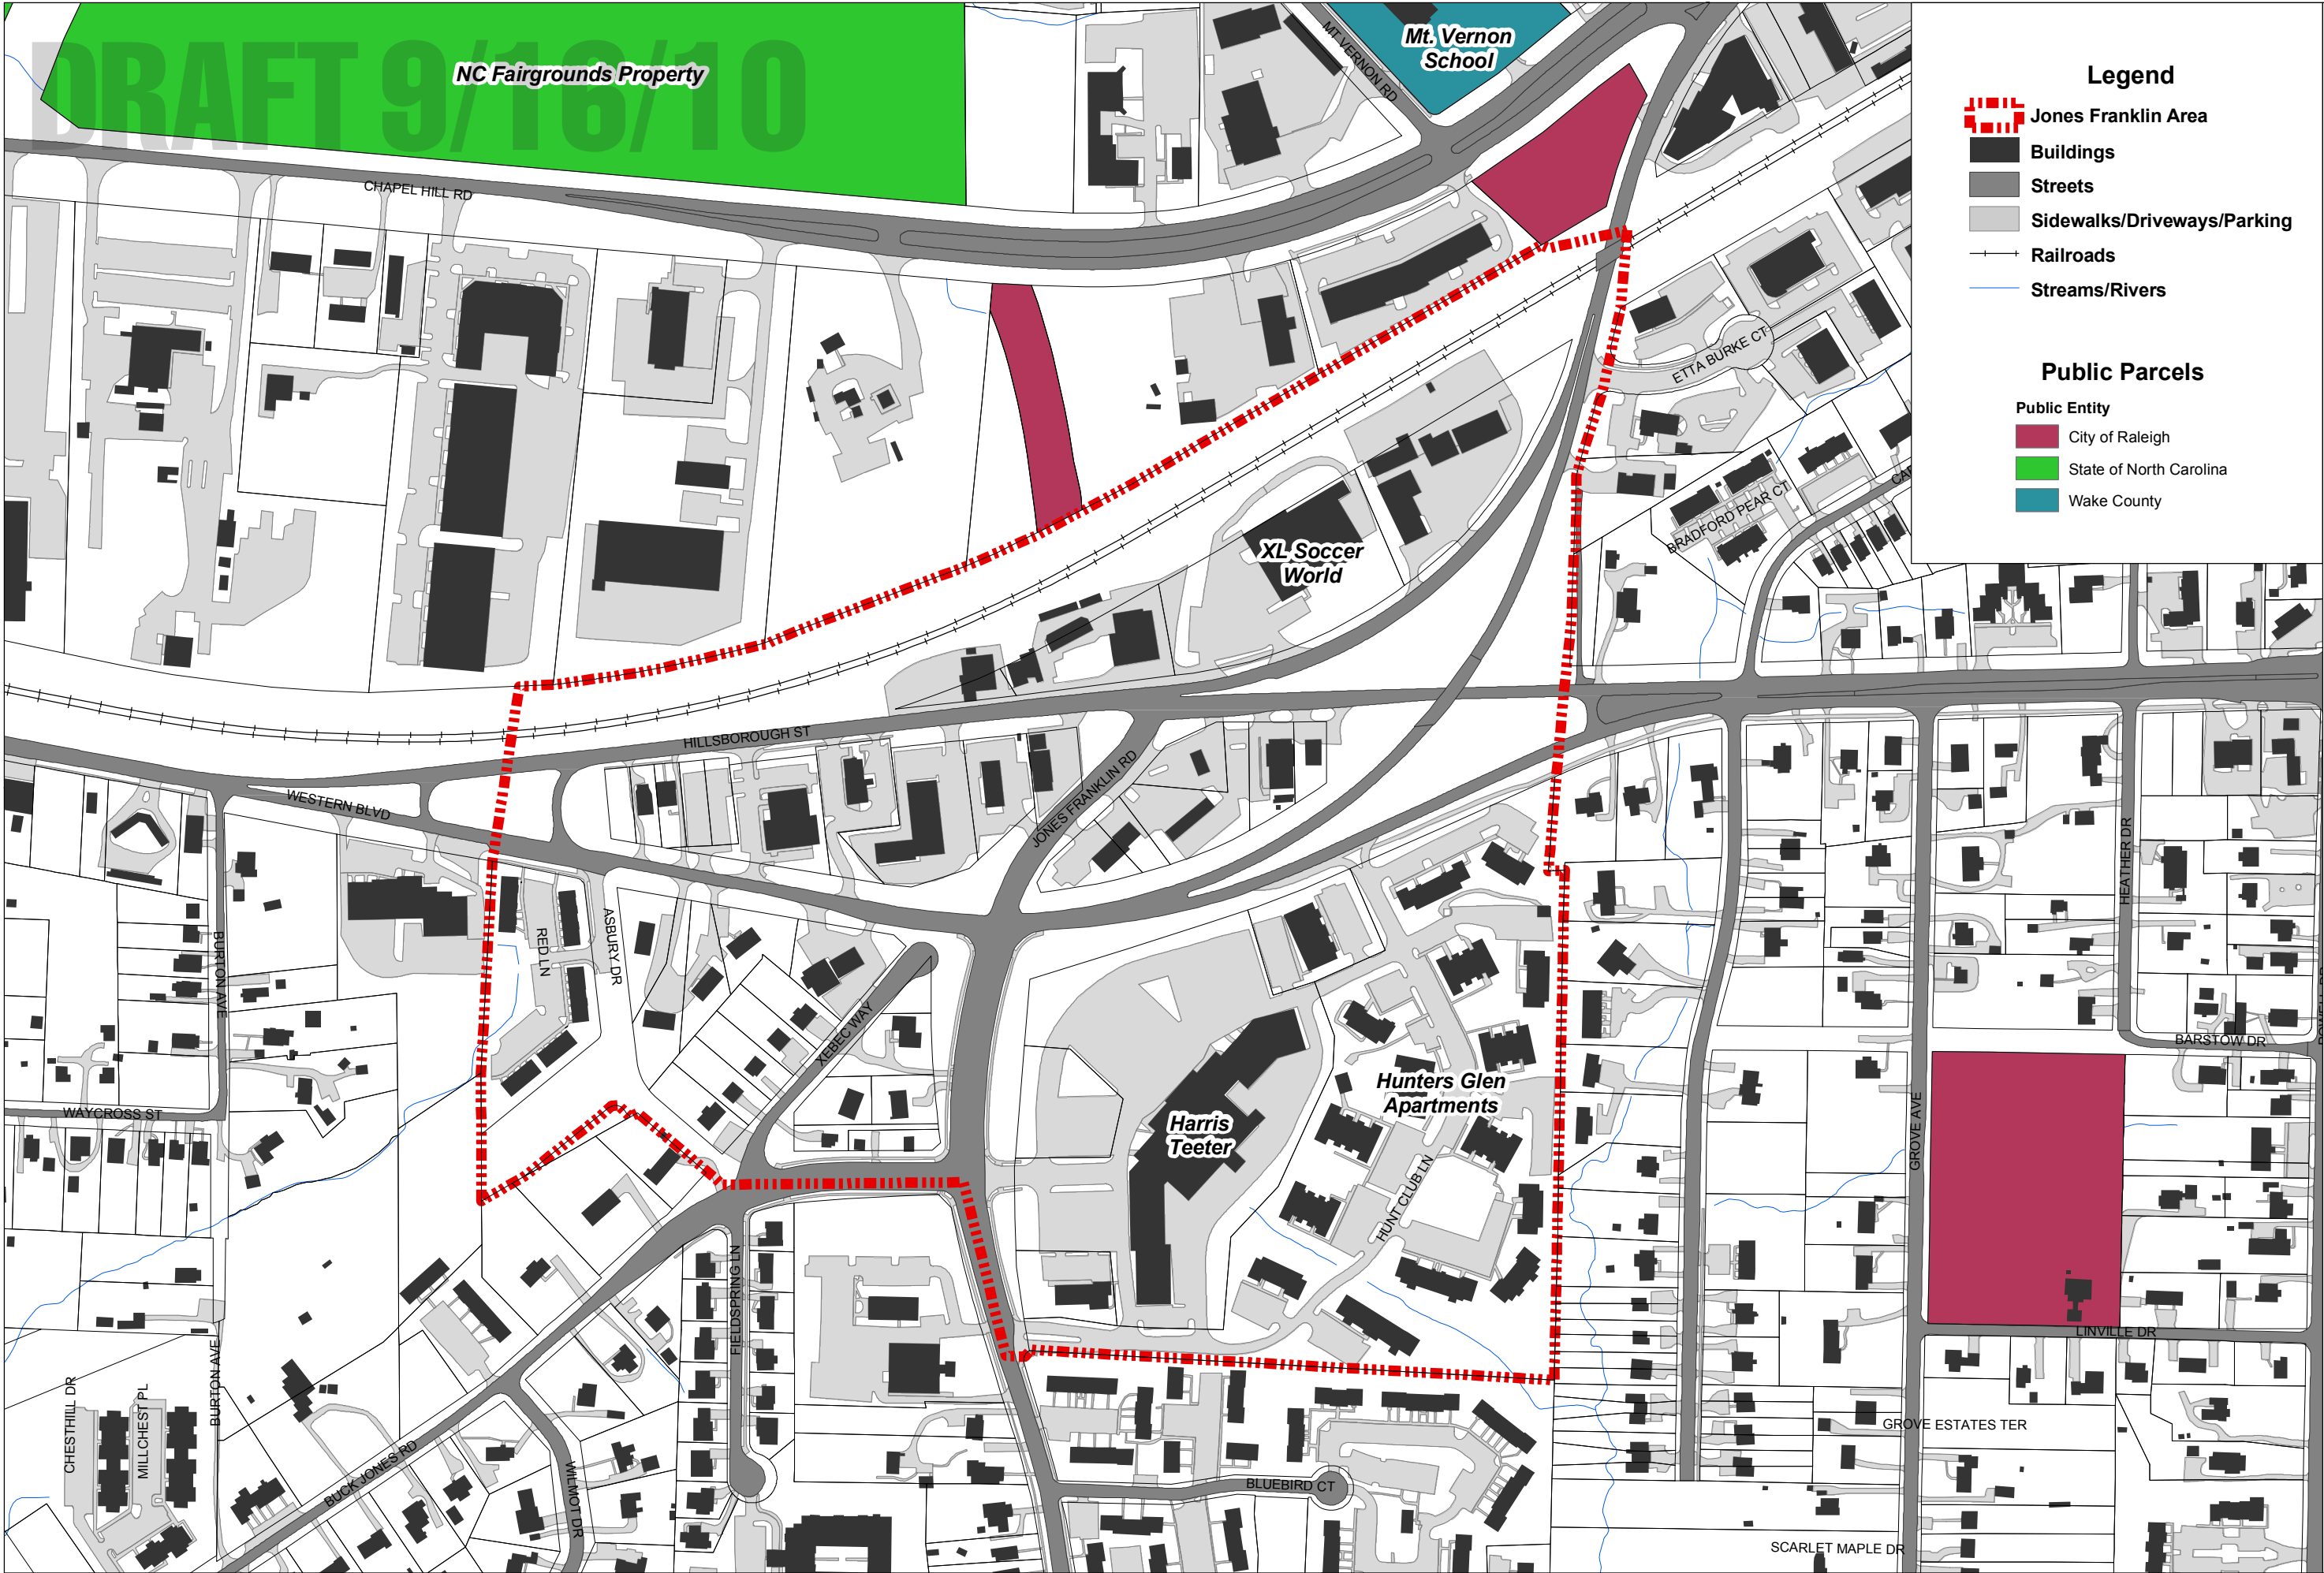 DRAFT 9/16/10
NC Fairgrounds Property
Mt. Vernon
School
MT VERNON RD
CHAPEL HILL RD
Legend
Jones Franklin Area
Buildings
Streets
Sidewalks/Driveways/Parking
Railroads
Streams/Rivers
Public Parcels
Public Entity
City of Raleigh
State of North Carolina
Wake County
ETTA BURKE CT
BRADFORD PEAR CT
XL Soccer
World
HILLSBOROUGH ST
WESTERN BLVD
JONES FRANKLIN RD
HEATHER DR
BURTON AVE
RED LN
ASBURY DR
XEBEC WAY
BARSTOW DR
WAYCROSS ST
Hunters Glen
Apartments
Harris
Teeter
GROVE AVE
HUNT CLUB LN
FIELDSPRING LN
LINVILLE DR
BURTON AVE
CHESTHILL DR
MILLCHEST PL
BUCK JONES RD
WILMOT DR
BLUEBIRD CT
GROVE ESTATES TER
SCARLET MAPLE DR